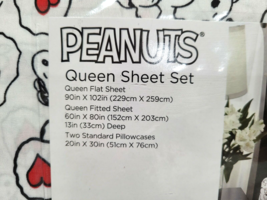 PEANUTS®
Queen Sheet Set
Queen Flat Sheet
90in X 102in (229cm X 259cm)
Queen Fitted Sheet
60in X 80in (152cm X 203cm)
13in (33cm) Deep
Two Standard Pillowcases
20in X 30in (51cm X 76cm)